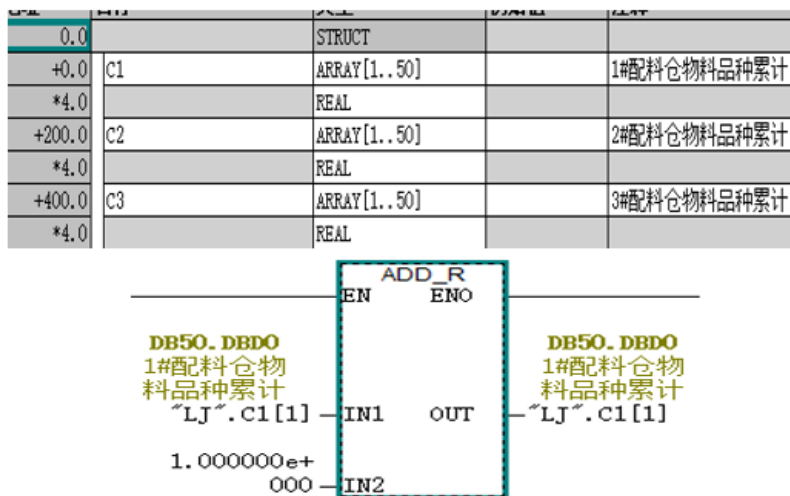 0.0 STRUCT
+0.0 C1 ARRAY[1..50] 1#配料仓物料品种累计
*4.0 REAL
+200.0 C2 ARRAY[1..50] 2#配料仓物料品种累计
*4.0 REAL
+400.0 C3 ARRAY[1..50] 3#配料仓物料品种累计
*4.0 REAL
ADD_R
EN ENO
DB50.DBD0 DB50.DBD0
1#配料仓物 1#配料仓物
料品种累计 料品种累计
"LJ".C1[1] IN1 OUT "LJ".C1[1]
1.000000e+
000 IN2